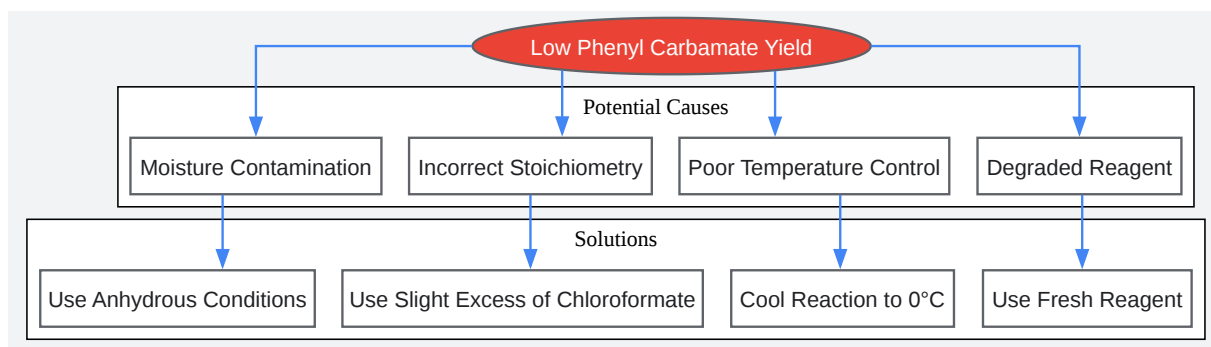 Low Phenyl Carbamate Yield
Potential Causes
Moisture Contamination
Incorrect Stoichiometry
Poor Temperature Control
Degraded Reagent
Solutions
Use Anhydrous Conditions
Use Slight Excess of Chloroformate
Cool Reaction to 0°C
Use Fresh Reagent